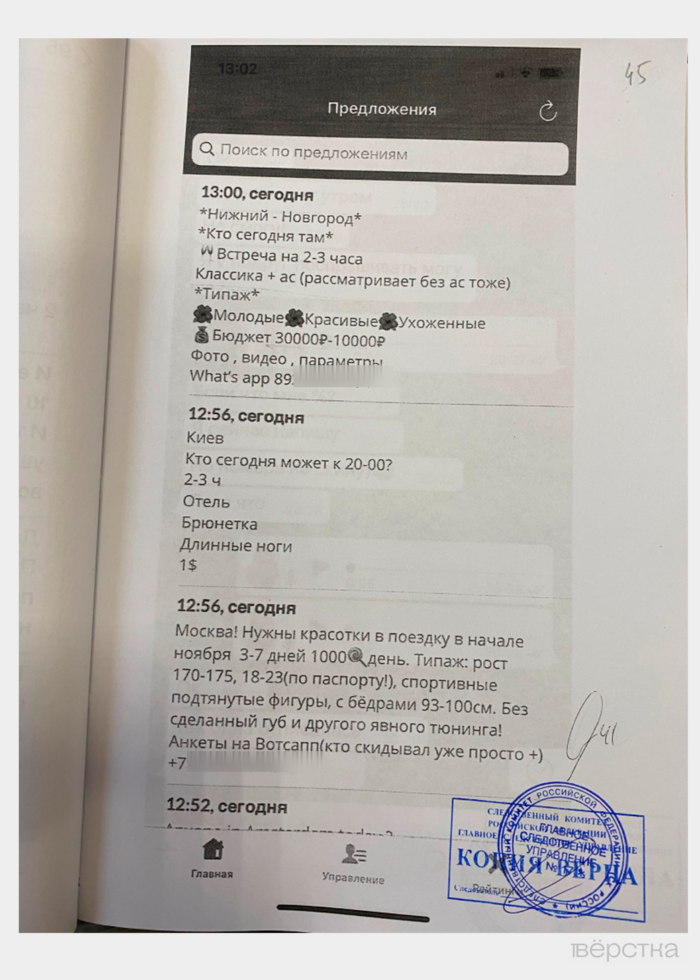 45
13:02
Предложения
Поиск по предложениям
13:00, сегодня
*Нижний - Новгород*
*Кто сегодня там*
Встреча на 2-3 часа
Классика + ас (рассматривает без ас тоже)
*Типаж*
Молодые Красивые Ухоженные
Бюджет 30000₽-10000₽
Фото , видео , параметры
What's app 89
12:56, сегодня
Киев
Кто сегодня может к 20-00?
2-3 ч
Отель
Брюнетка
Длинные ноги
1$
12:56, сегодня
Москва! Нужны красотки в поездку в начале
ноября 3-7 дней 1000 день. Типаж: рост
170-175, 18-23(по паспорту!), спортивные
подтянутые фигуры, с бёдрами 93-100см. Без
сделанный губ и другого явного тюнинга!
Анкеты на Вотсапп(кто скидывал уже просто +)
+7
12:52, сегодня
Главная
Управление
Рейтинг
СЛЕДСТВЕННЫЙ КОМИТЕТ
РОССИЙСКОЙ ФЕДЕРАЦИИ
ГЛАВНОЕ СЛЕДСТВЕННОЕ УПРАВЛЕНИЕ
КОПИЯ ВЕРНА
вёрстка